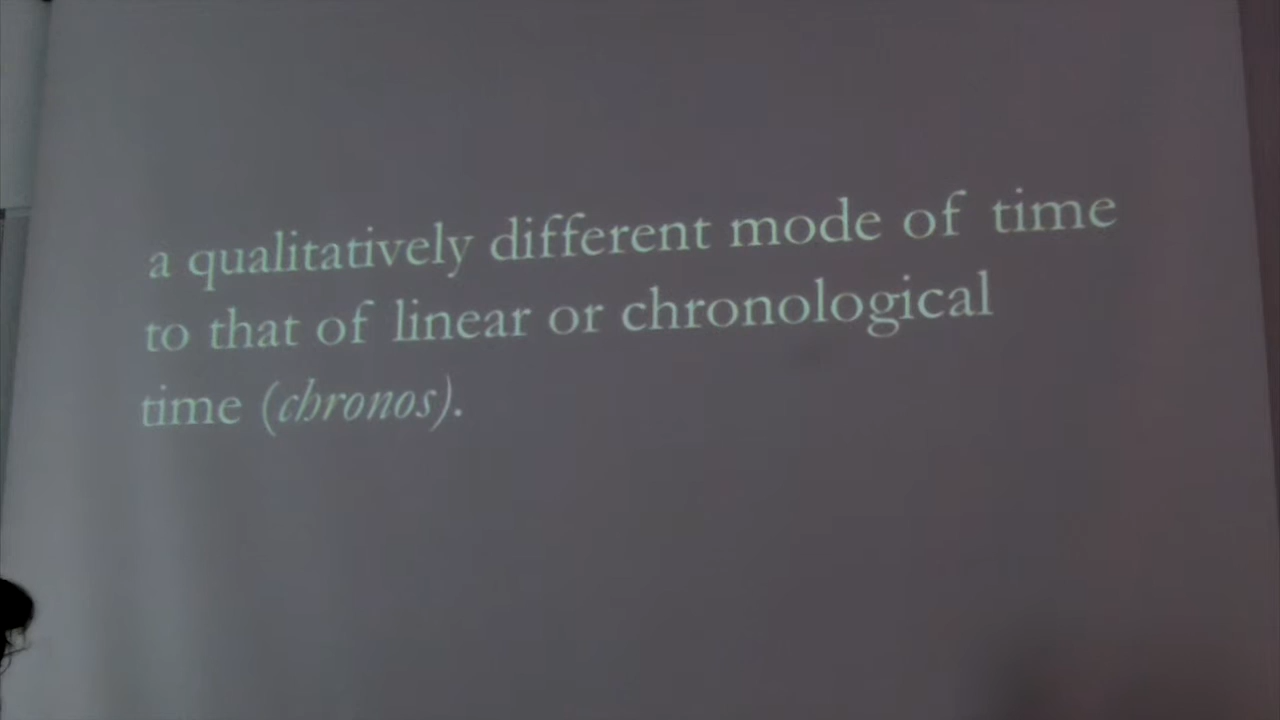 a qualitatively different mode of time
to that of linear or chronological
time (chronos).